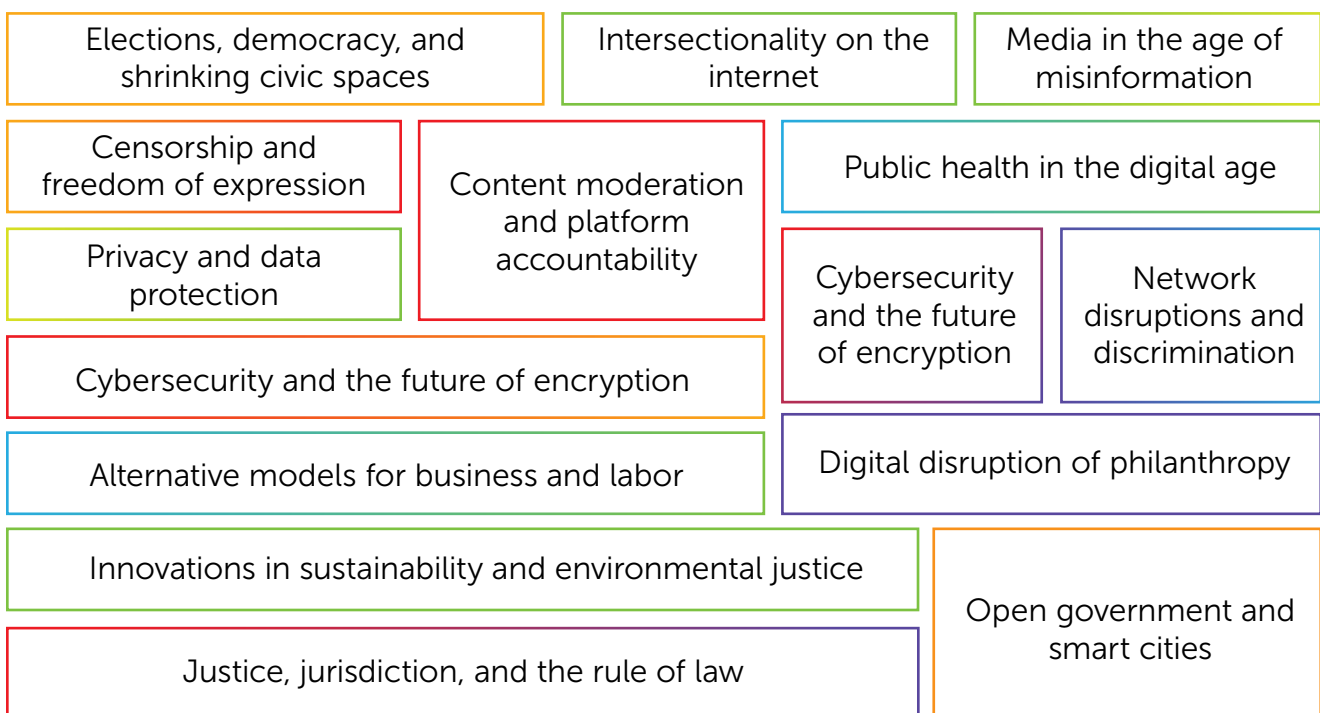 Elections, democracy, and
shrinking civic spaces
Intersectionality on the
internet
Media in the age of
misinformation
Censorship and
freedom of expression
Content moderation
and platform
accountability
Public health in the digital age
Privacy and data
protection
Cybersecurity
and the future
of encryption
Network
disruptions and
discrimination
Cybersecurity and the future of encryption
Alternative models for business and labor
Digital disruption of philanthropy
Innovations in sustainability and environmental justice
Open government and
smart cities
Justice, jurisdiction, and the rule of law